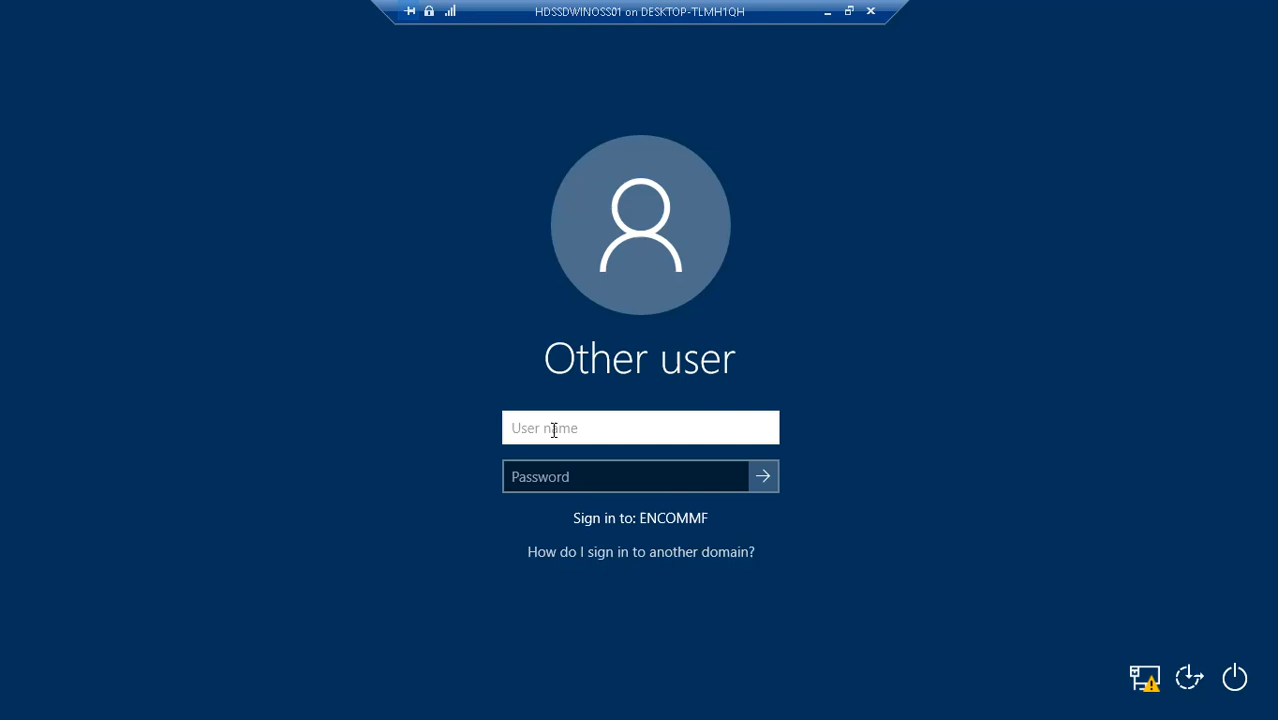 HDSSDWINOSS01 on DESKTOP-TLMH1QH
Other user
User name
Password
Sign in to: ENCOMMF
How do I sign in to another domain?